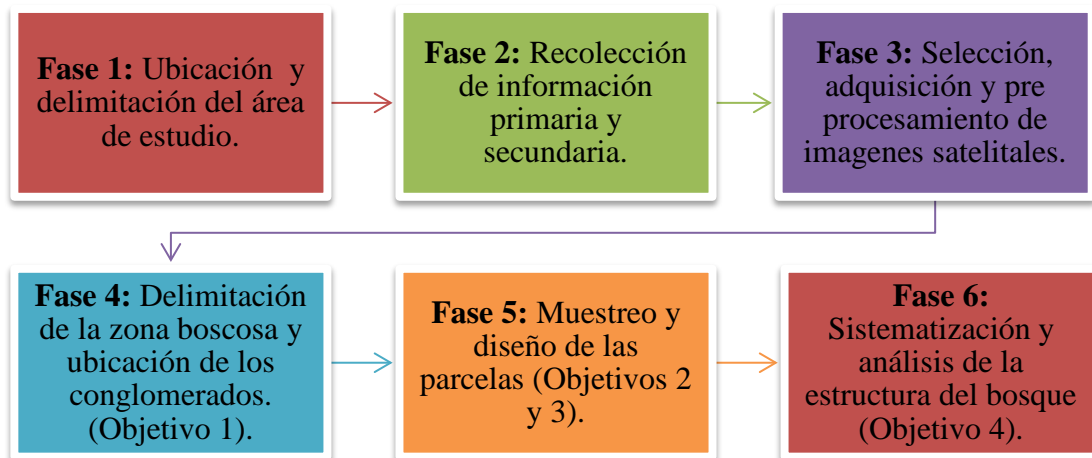 Fase 1: Ubicación y
delimitación del área
de estudio.
Fase 2: Recolección
de información
primaria y
secundaria.
Fase 3: Selección,
adquisición y pre
procesamiento de
imagenes satelitales.
Fase 4: Delimitación
de la zona boscosa y
ubicación de los
conglomerados.
(Objetivo 1).
Fase 5: Muestreo y
diseño de las
parcelas (Objetivos 2
y 3).
Fase 6:
Sistematización y
análisis de la
estructura del bosque
(Objetivo 4).